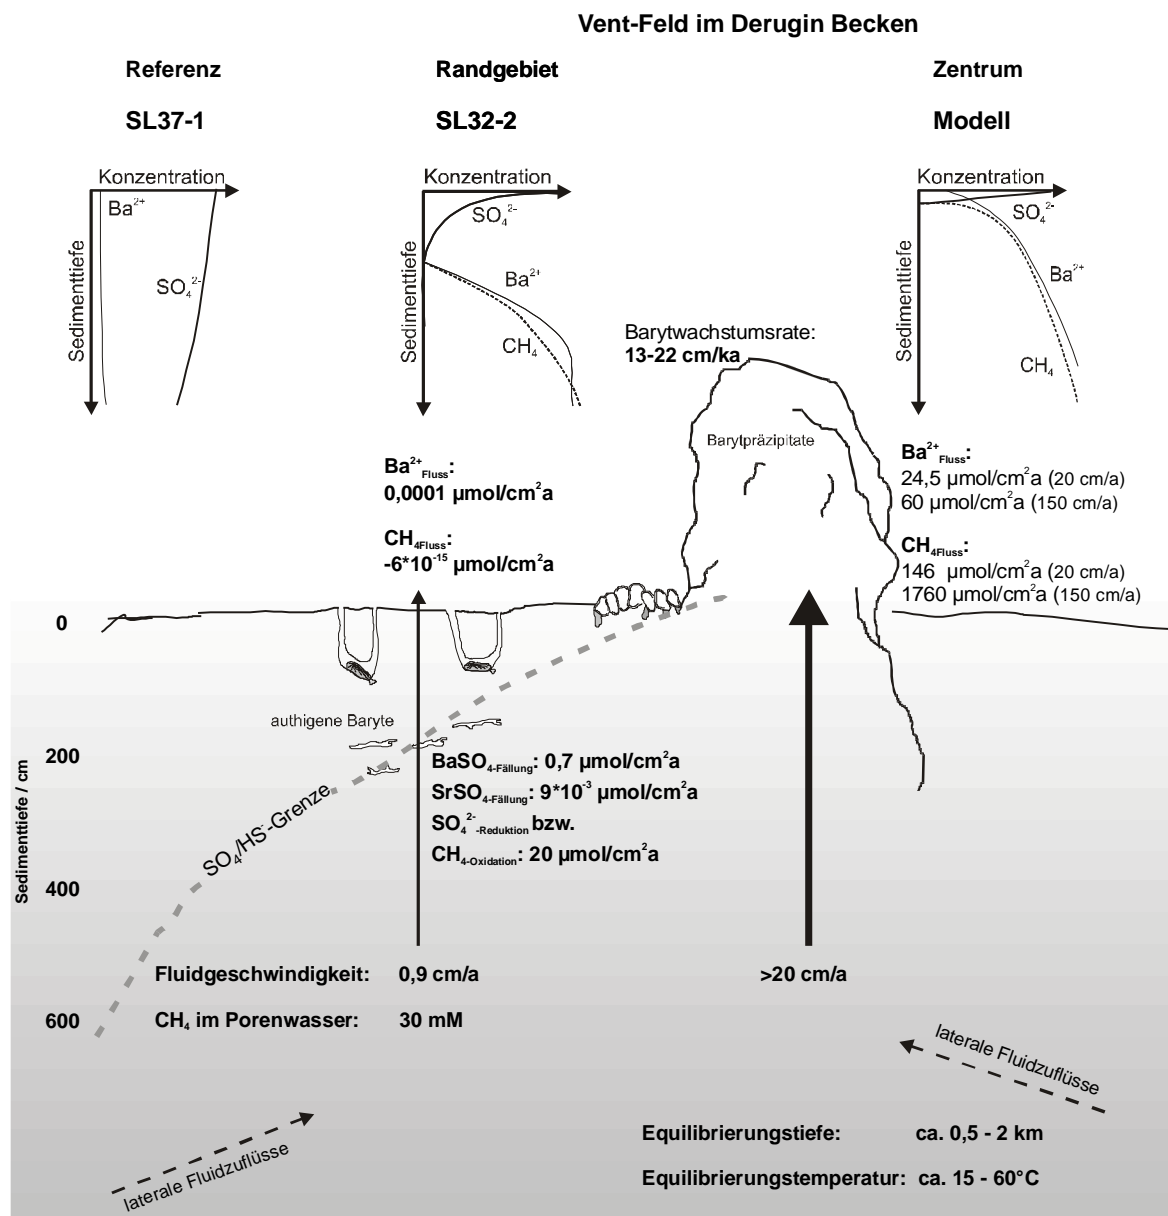 Vent-Feld im Derugin Becken
Referenz
SL37-1
Konzentration
Ba²⁺
SO₄²⁻
Sedimenttiefe
Randgebiet
SL32-2
Konzentration
SO₄²⁻
Ba²⁺
CH₄
Sedimenttiefe
Zentrum
Modell
Konzentration
SO₄²⁻
Ba²⁺
CH₄
Sedimenttiefe
Barytwachstumsrate:
13-22 cm/ka
Barytpräzipitate
Ba²⁺Fluss:
0,0001 µmol/cm²a
CH₄Fluss:
-6*10⁻¹⁵ µmol/cm²a
Ba²⁺Fluss:
24,5 µmol/cm²a (20 cm/a)
60 µmol/cm²a (150 cm/a)
CH₄Fluss:
146 µmol/cm²a (20 cm/a)
1760 µmol/cm²a (150 cm/a)
0
200
400
600
Sedimenttiefe / cm
authigene Baryte
SO₄/HS⁻-Grenze
BaSO₄-Fällung: 0,7 µmol/cm²a
SrSO₄-Fällung: 9*10⁻³ µmol/cm²a
SO₄²⁻-Reduktion bzw.
CH₄-Oxidation: 20 µmol/cm²a
Fluidgeschwindigkeit: 0,9 cm/a >20 cm/a
CH₄ im Porenwasser: 30 mM
laterale Fluidzuflüsse
laterale Fluidzuflüsse
Equilibrierungstiefe: ca. 0,5 - 2 km
Equilibrierungstemperatur: ca. 15 - 60°C